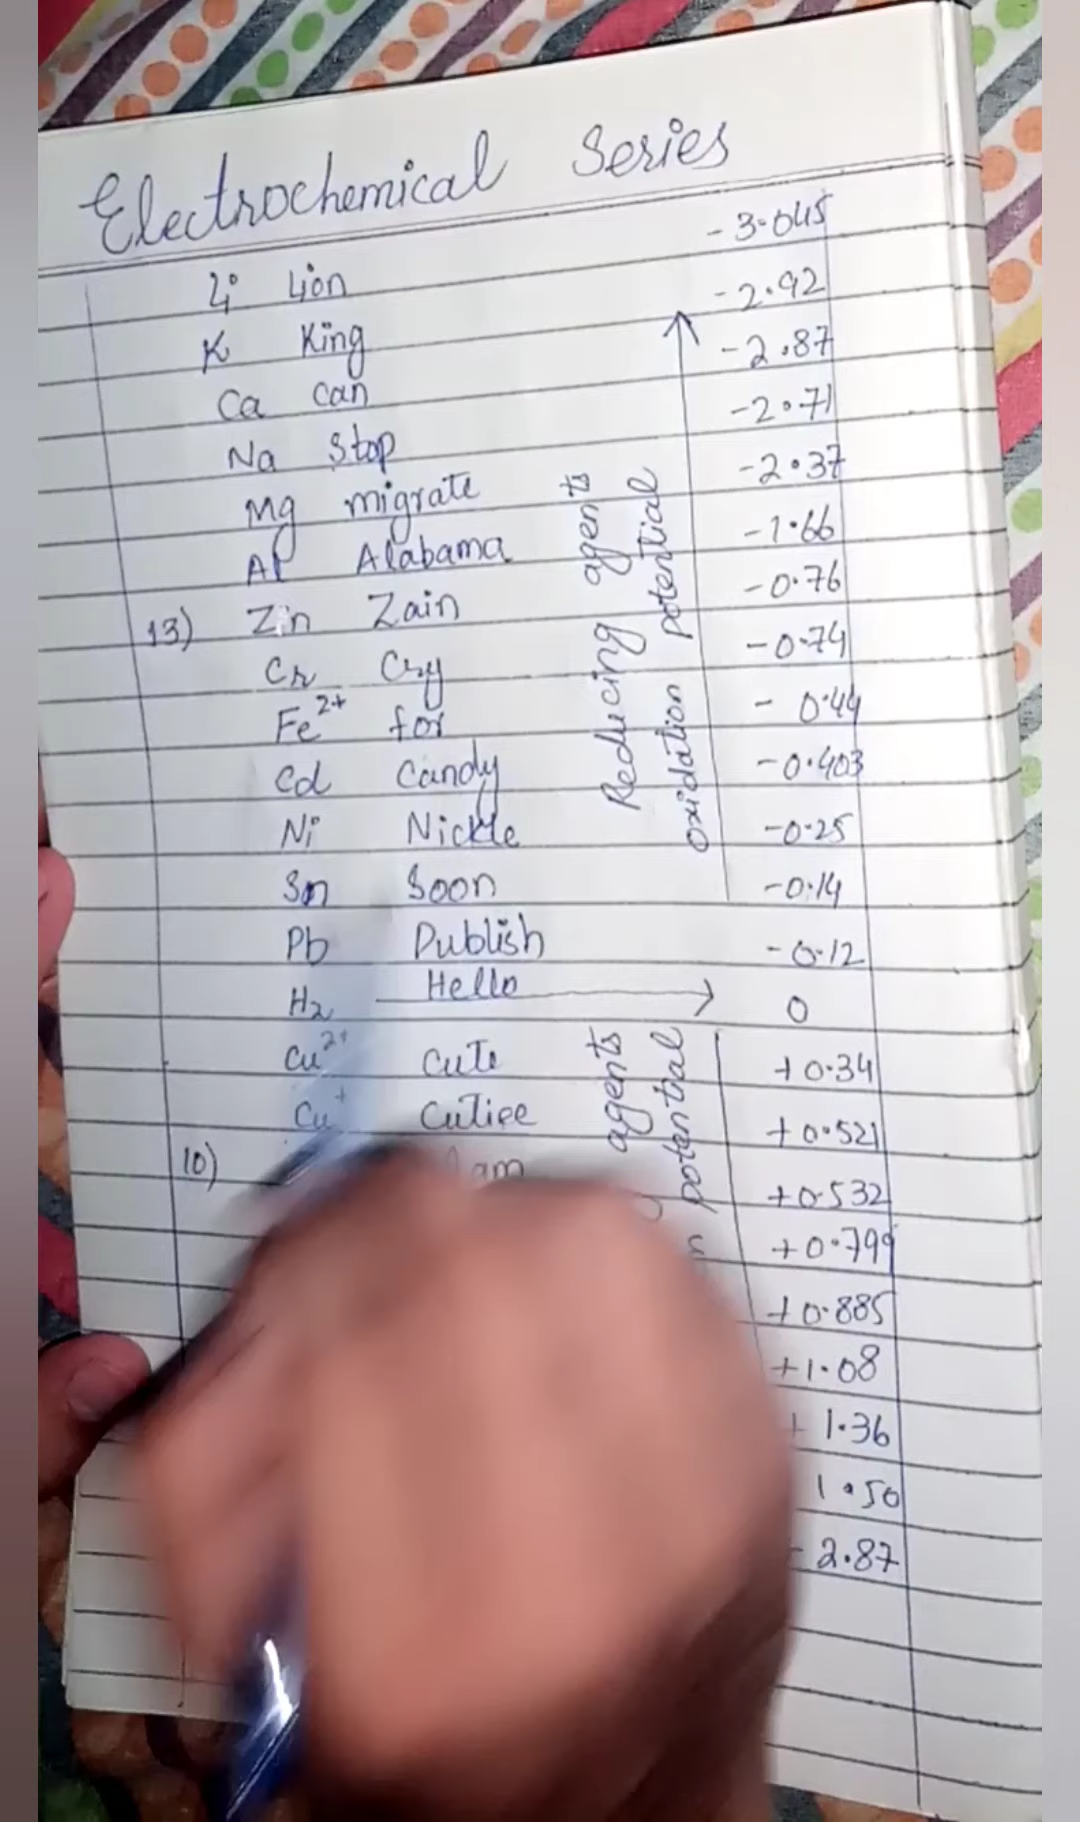 Electrochemical Series
Li Lion -3.045
K King -2.92
Ca can -2.87
Na Stop -2.71
Mg migrate -2.37
Al Alabama -1.66
13) Zn Zain -0.76
Cr Cry -0.74
Fe2+ for -0.44
Cd Candy -0.403
Ni Nickle -0.25
Sn Soon -0.14
Pb Publish -0.12
H2 Hello 0
Cu2+ Cute +0.34
Cu+ Cutiee +0.521
10) +0.532
+0.799
+0.885
+1.08
+1.36
1.50
2.87
Reducing agents
oxidation potential
agents
potential